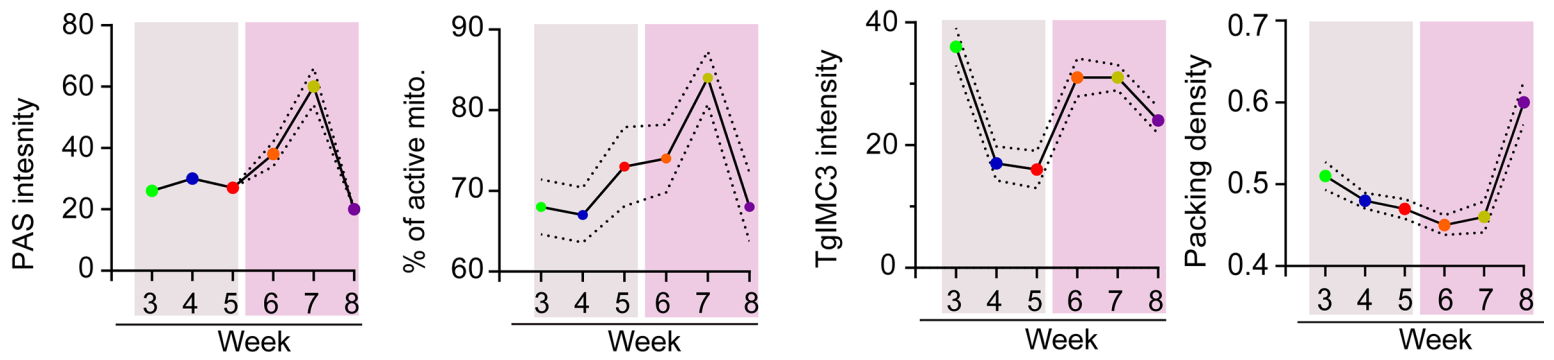 PAS intesnity
80
60
40
20
0
3 4 5 6 7 8
Week
% of active mito.
90
80
70
60
3 4 5 6 7 8
Week
TgIMC3 intensity
40
20
0
3 4 5 6 7 8
Week
Packing density
0.7
0.6
0.5
0.4
3 4 5 6 7 8
Week